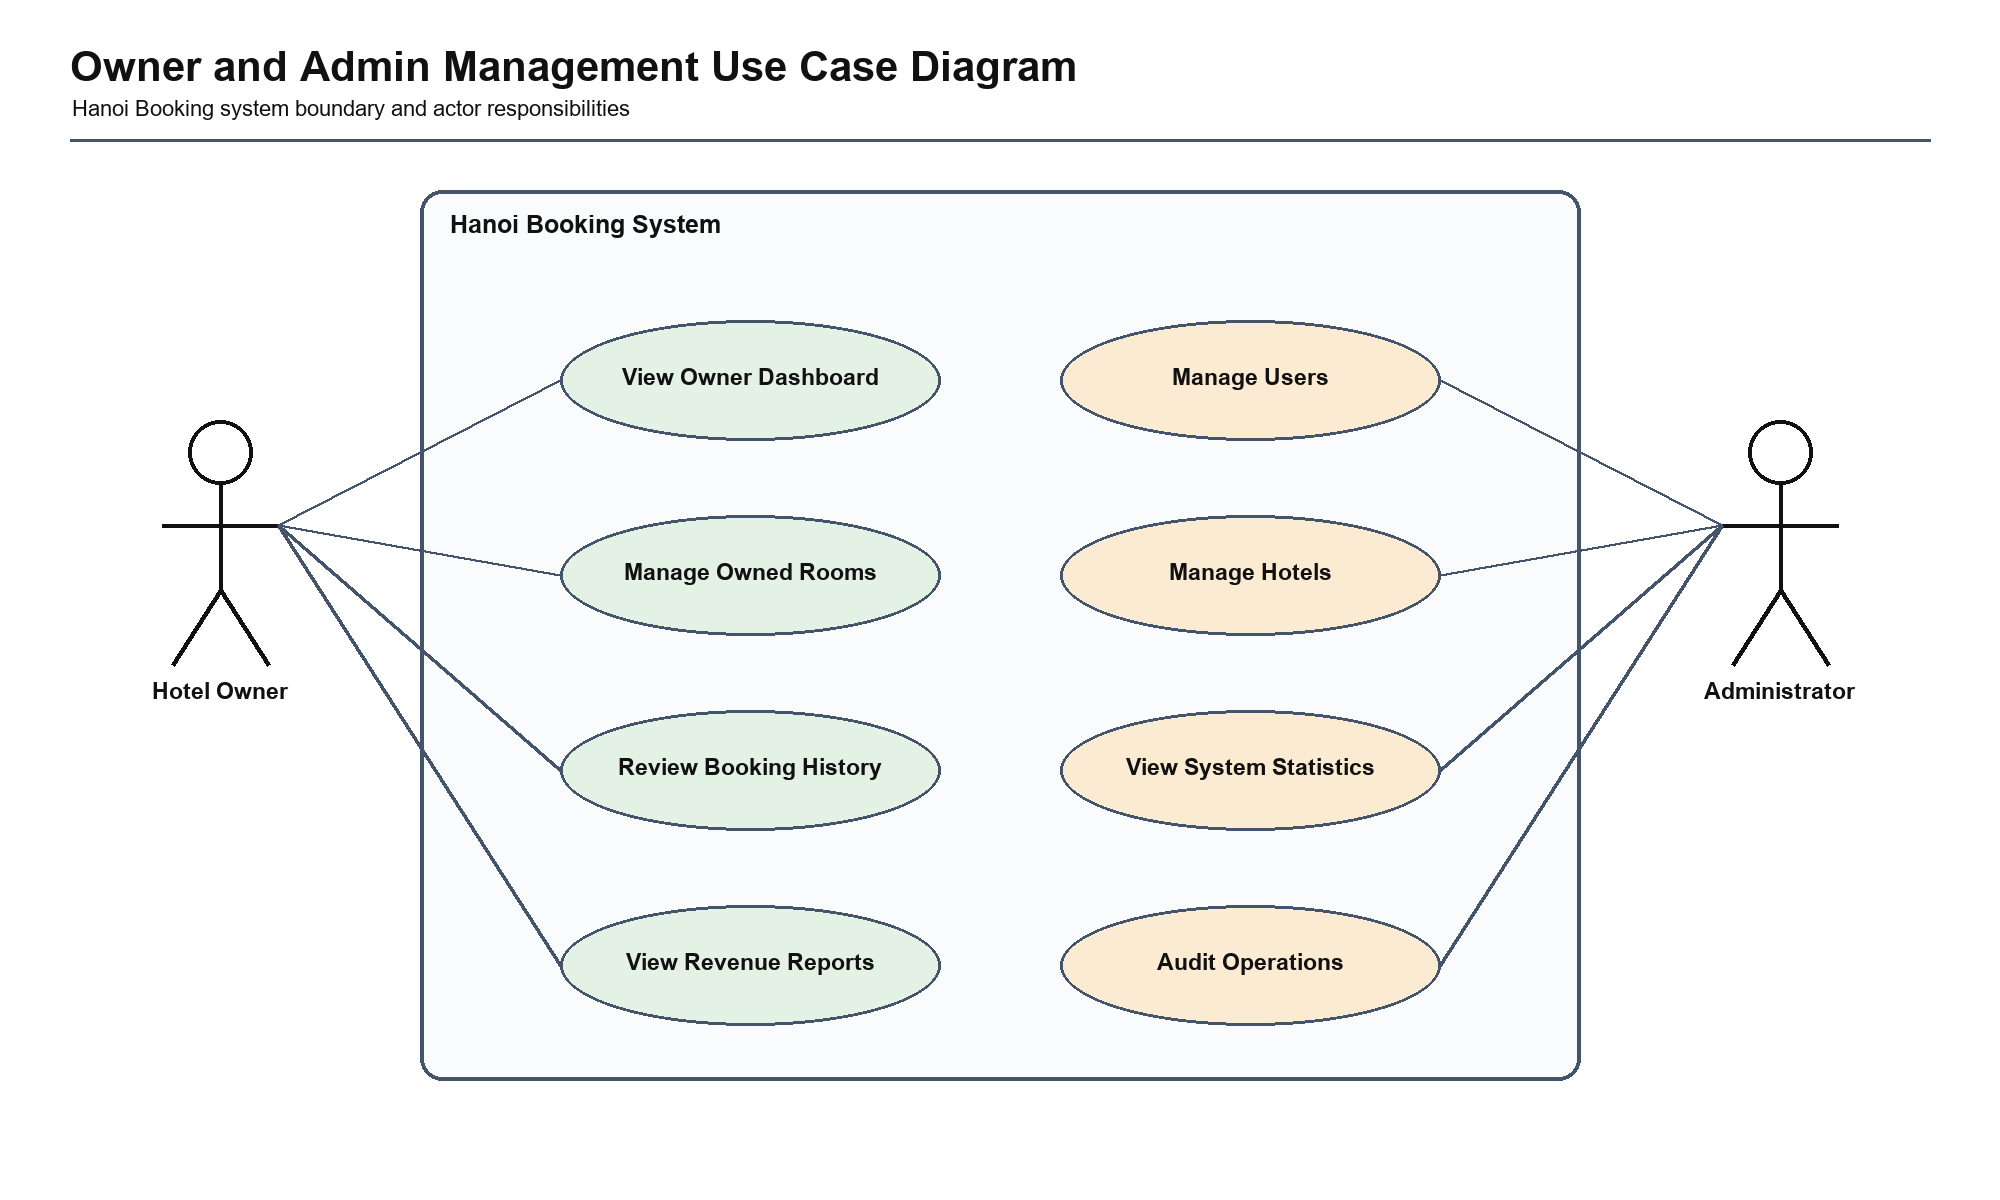 Owner and Admin Management Use Case Diagram
Hanoi Booking system boundary and actor responsibilities
Hanoi Booking System
View Owner Dashboard
Manage Users
Manage Owned Rooms
Manage Hotels
Hotel Owner
Administrator
Review Booking History
View System Statistics
View Revenue Reports
Audit Operations